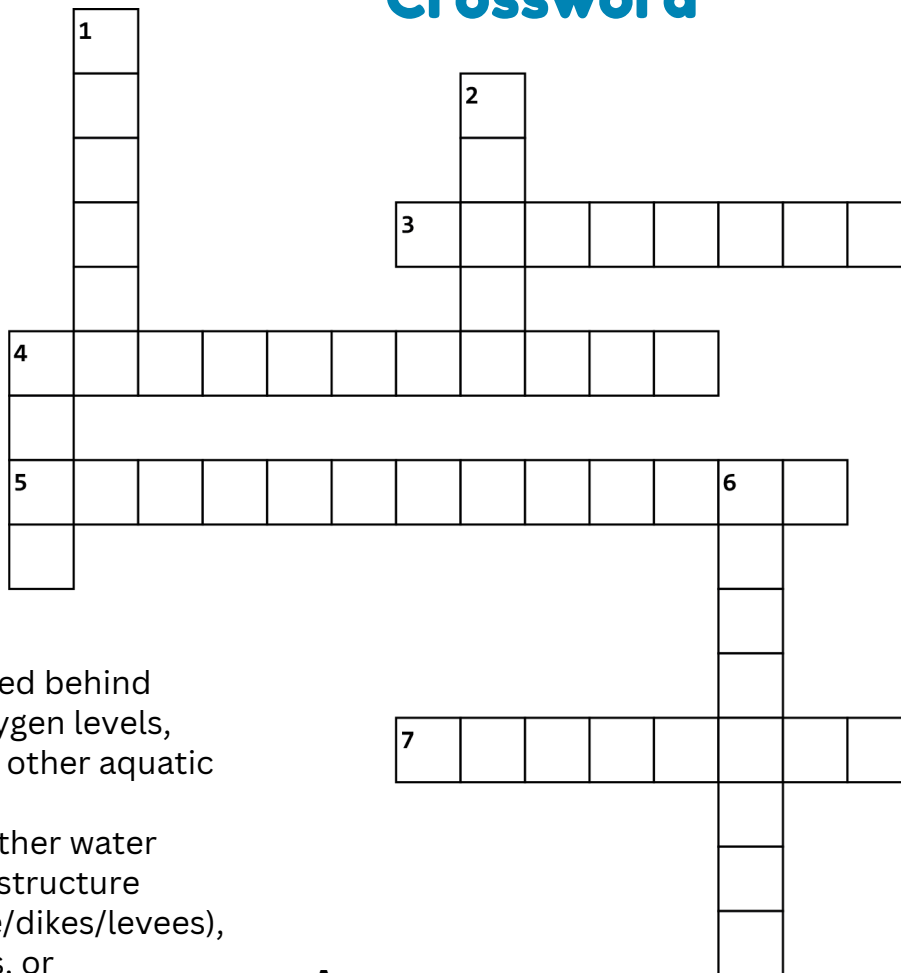 Crossword
1
2
3
4
5
6
7
ed behind
ygen levels,
other aquatic
ther water
structure
e/dikes/levees),
s, or